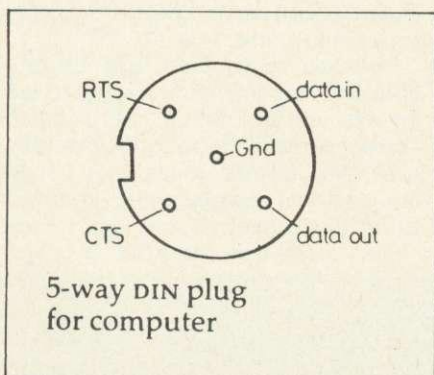 RTS
data in
Gnd
CTS
data out
5-way DIN plug
for computer